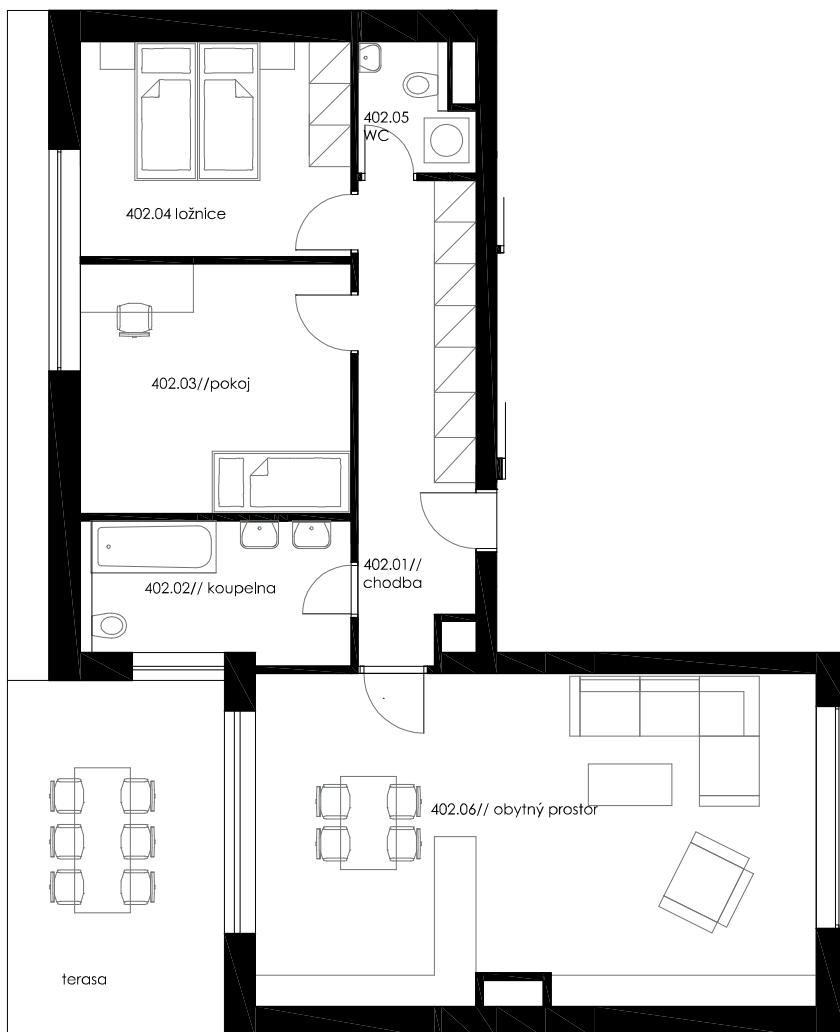 402.05
WC
402.04 ložnice
402.03//pokoj
402.01//
chodba
402.02// koupelna
402.06// obytný prostor
terasa